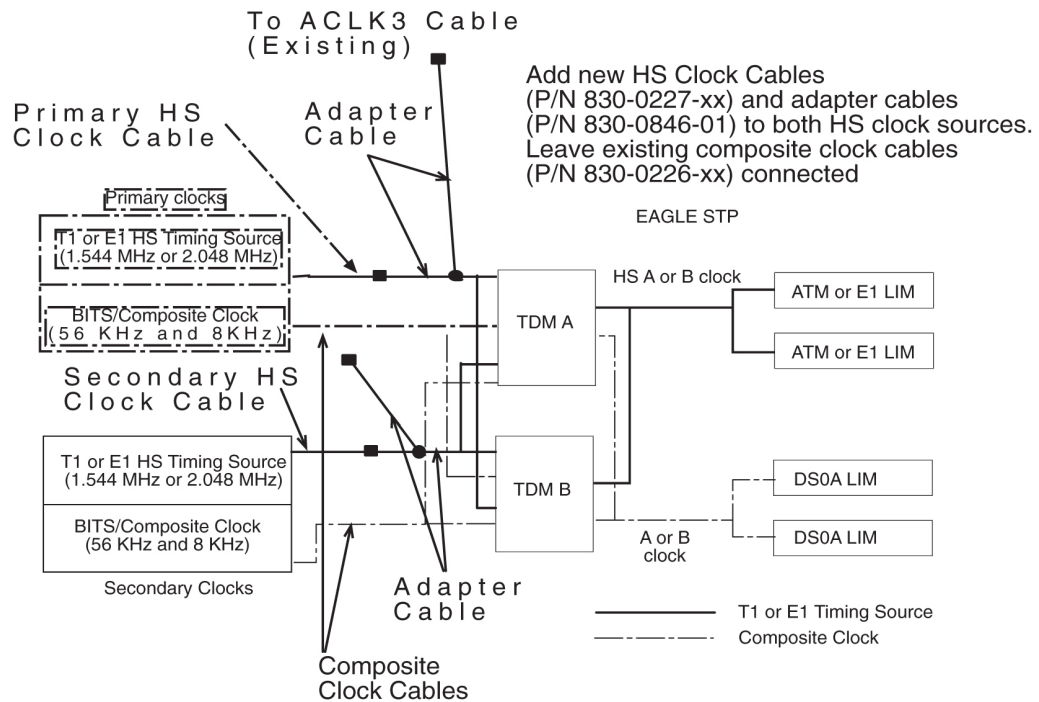 To ACLK3 Cable
(Existing)
Add new HS Clock Cables
(P/N 830-0227-xx) and adapter cables
(P/N 830-0846-01) to both HS clock sources.
Leave existing composite clock cables
(P/N 830-0226-xx) connected
Primary HS
Clock Cable
Adapter
Cable
Primary clocks
EAGLE STP
T1 or E1 HS Timing Source
(1.544 MHz or 2.048 MHz)
BITS/Composite Clock
(56 KHz and 8KHz)
TDM A
HS A or B clock
ATM or E1 LIM
ATM or E1 LIM
Secondary HS
Clock Cable
T1 or E1 HS Timing Source
(1.544 MHz or 2.048 MHz)
BITS/Composite Clock
(56 KHz and 8 KHz)
Secondary Clocks
TDM B
A or B
clock
DS0A LIM
DS0A LIM
Adapter
Cable
Composite
Clock Cables
T1 or E1 Timing Source
Composite Clock